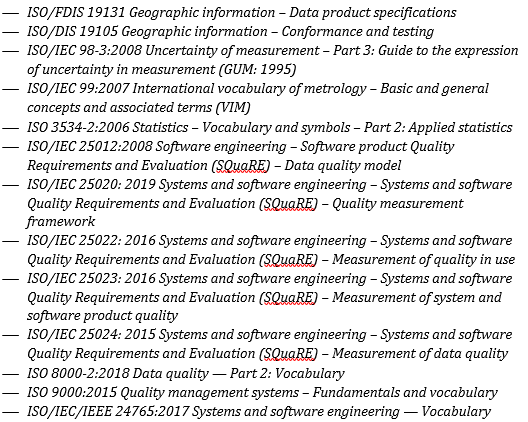 — ISO/FDIS 19131 Geographic information – Data product specifications
— ISO/DIS 19105 Geographic information – Conformance and testing
— ISO/IEC 98-3:2008 Uncertainty of measurement – Part 3: Guide to the expression
of uncertainty in measurement (GUM: 1995)
— ISO/IEC 99:2007 International vocabulary of metrology – Basic and general
concepts and associated terms (VIM)
— ISO 3534-2:2006 Statistics – Vocabulary and symbols – Part 2: Applied statistics
— ISO/IEC 25012:2008 Software engineering – Software product Quality
Requirements and Evaluation (SQuaRE) – Data quality model
— ISO/IEC 25020: 2019 Systems and software engineering – Systems and software
Quality Requirements and Evaluation (SQuaRE) – Quality measurement
framework
— ISO/IEC 25022: 2016 Systems and software engineering – Systems and software
Quality Requirements and Evaluation (SQuaRE) – Measurement of quality in use
— ISO/IEC 25023: 2016 Systems and software engineering – Systems and software
Quality Requirements and Evaluation (SQuaRE) – Measurement of system and
software product quality
— ISO/IEC 25024: 2015 Systems and software engineering – Systems and software
Quality Requirements and Evaluation (SQuaRE) – Measurement of data quality
— ISO 8000-2:2018 Data quality — Part 2: Vocabulary
— ISO 9000:2015 Quality management systems – Fundamentals and vocabulary
— ISO/IEC/IEEE 24765:2017 Systems and software engineering — Vocabulary